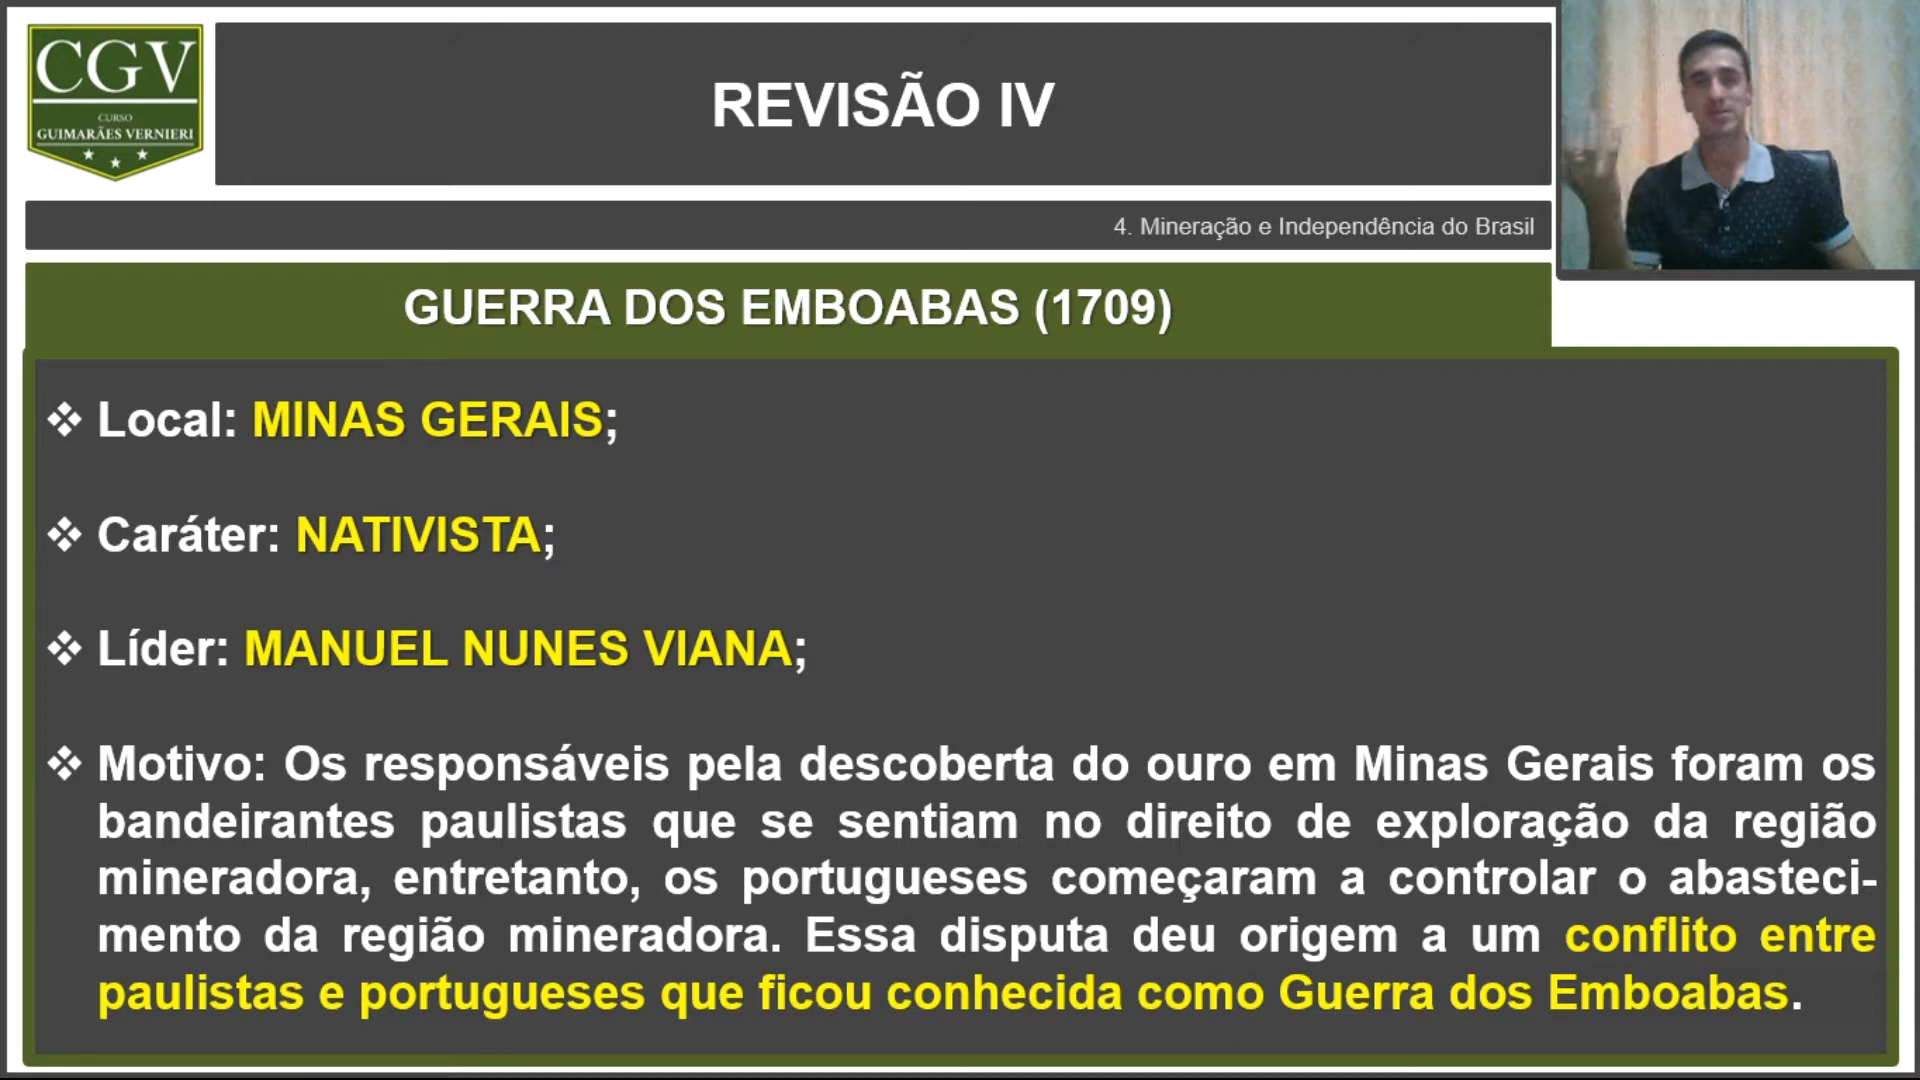 CGV
CURSO
GUIMARÃES VERNIERI
REVISÃO IV
4. Mineração e Independência do Brasil
GUERRA DOS EMBOABAS (1709)
❖ Local: MINAS GERAIS;
❖ Caráter: NATIVISTA;
❖ Líder: MANUEL NUNES VIANA;
❖ Motivo: Os responsáveis pela descoberta do ouro em Minas Gerais foram os
bandeirantes paulistas que se sentiam no direito de exploração da região
mineradora, entretanto, os portugueses começaram a controlar o abasteci-
mento da região mineradora. Essa disputa deu origem a um conflito entre
paulistas e portugueses que ficou conhecida como Guerra dos Emboabas.